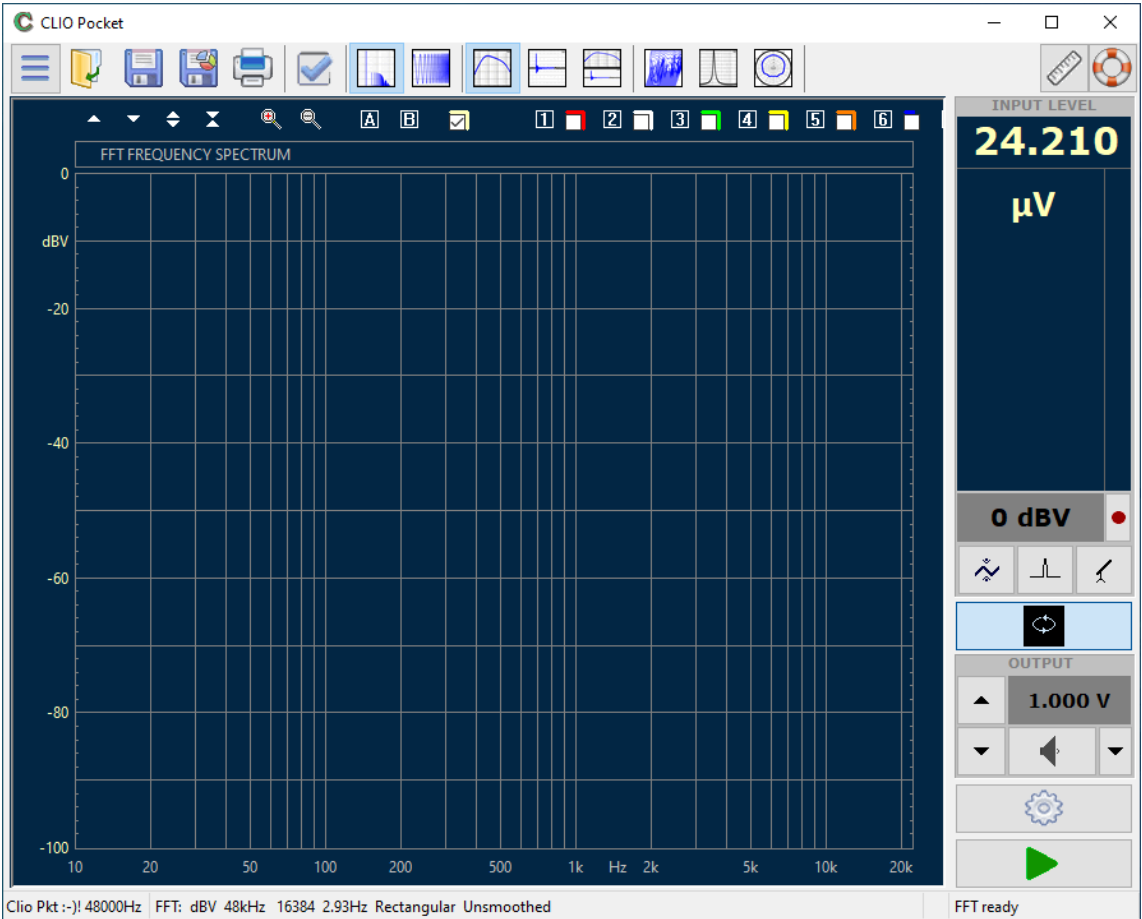 CLIO Pocket
A B 1 2 3 4 5 6
FFT FREQUENCY SPECTRUM
0
dBV
-20
-40
-60
-80
-100
10 20 50 100 200 500 1k Hz 2k 5k 10k 20k
INPUT LEVEL
24.210
µV
0 dBV
OUTPUT
1.000 V
Clio Pkt :-)! 48000Hz FFT: dBV 48kHz 16384 2.93Hz Rectangular Unsmoothed FFT ready